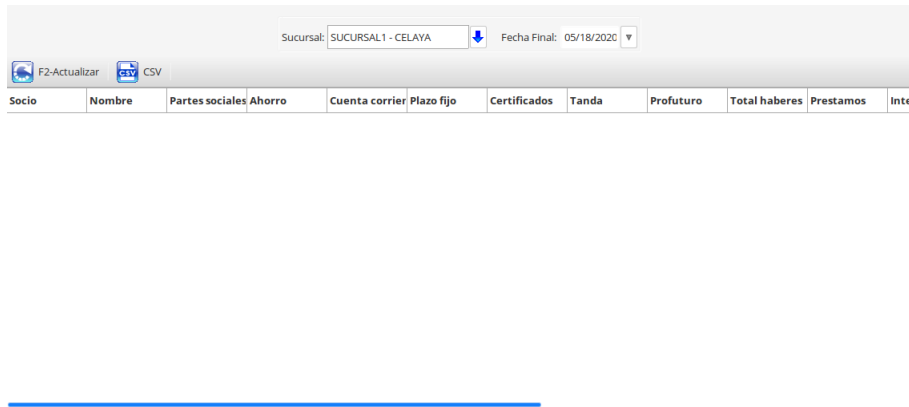 Sucursal: SUCURSAL1 - CELAYA Fecha Final: 05/18/2020
F2-Actualizar CSV CSV
Socio Nombre Partes sociales Ahorro Cuenta corrier Plazo fijo Certificados Tanda Profuturo Total haberes Prestamos Inte